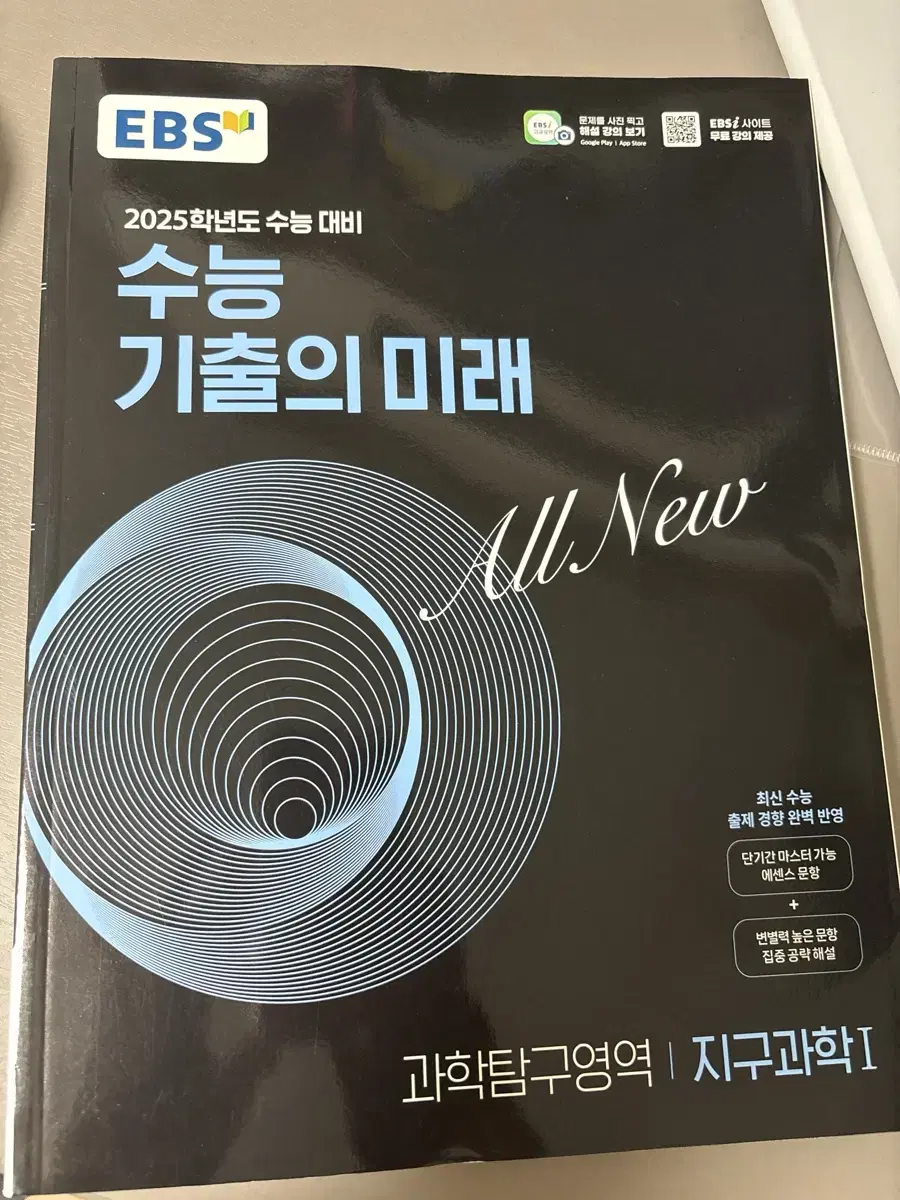 EBS
EBSi
문제를 사진 찍고
해설 강의 보기
Google Play | App Store
EBSi 사이트
무료 강의 제공
2025학년도 수능 대비
수능
기출의 미래
All New
최신 수능
출제 경향 완벽 반영
단기간 마스터 가능
에센스 문항
+
변별력 높은 문항
집중 공략 해설
과학탐구영역 | 지구과학 I